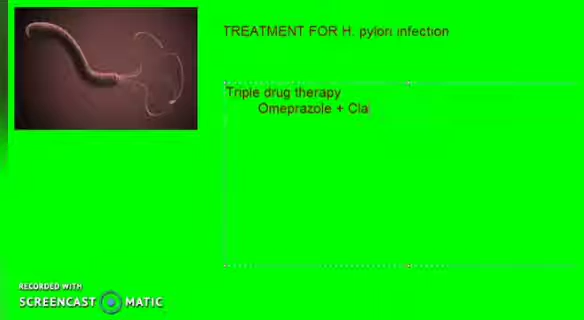 TREATMENT FOR H. pylori infection
Triple drug therapy
Omeprazole + Cla
RECORDED WITH
SCREENCAST MATIC